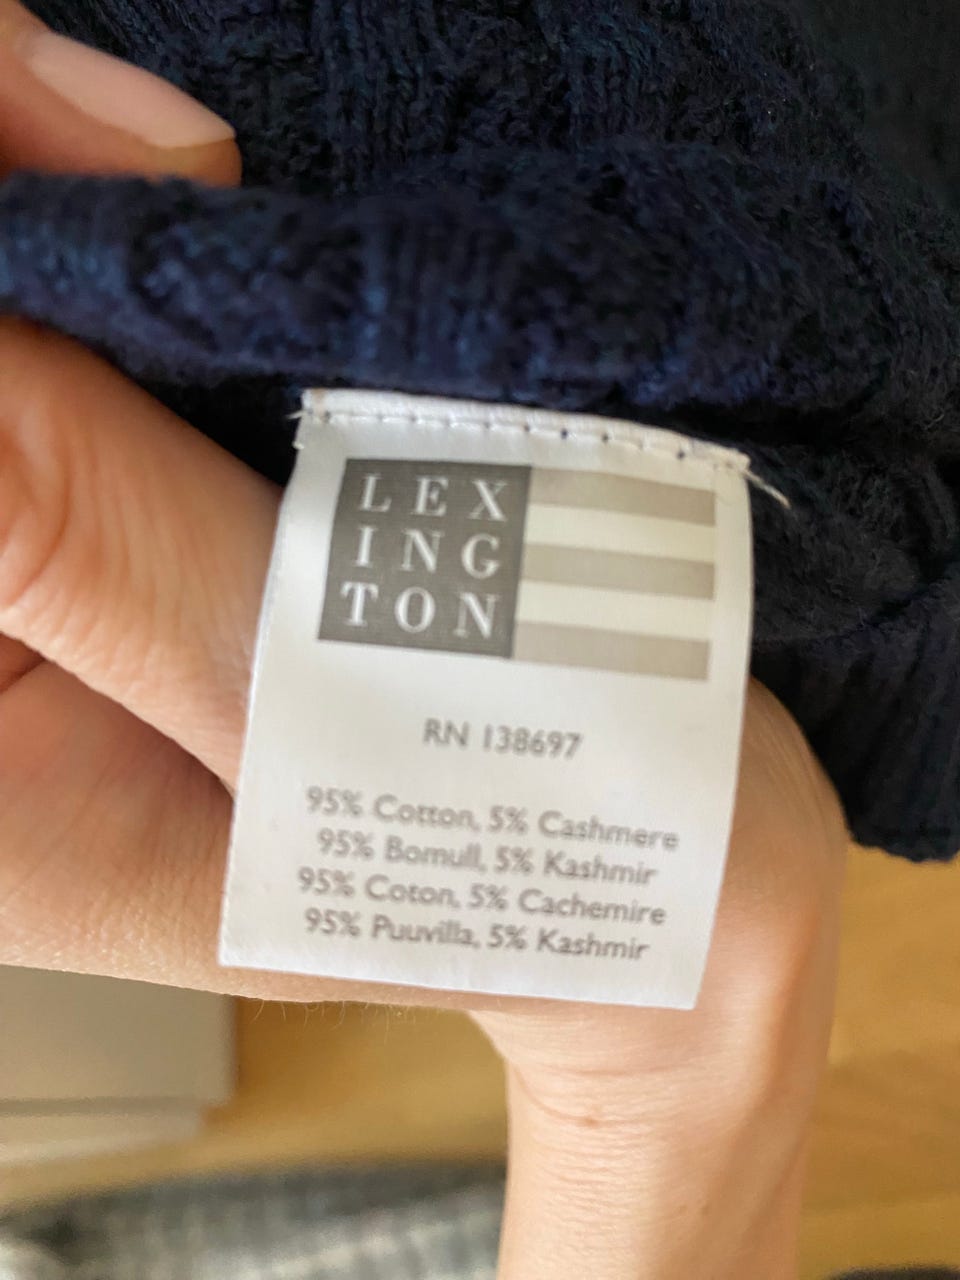 LEX
ING
TON
RN 138697
95% Cotton, 5% Cashmere
95% Bomull, 5% Kashmir
95% Coton, 5% Cachemire
95% Puuvilla, 5% Kashmir